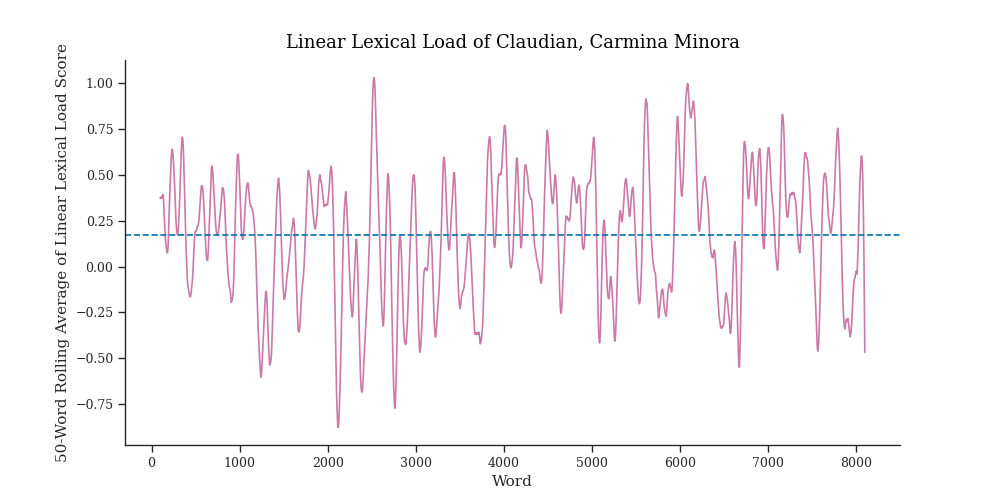 Linear Lexical Load of Claudian, Carmina Minora
50-Word Rolling Average of Linear Lexical Load Score
1.00
0.75
0.50
0.25
0.00
−0.25
−0.50
−0.75
0 1000 2000 3000 4000 5000 6000 7000 8000
Word